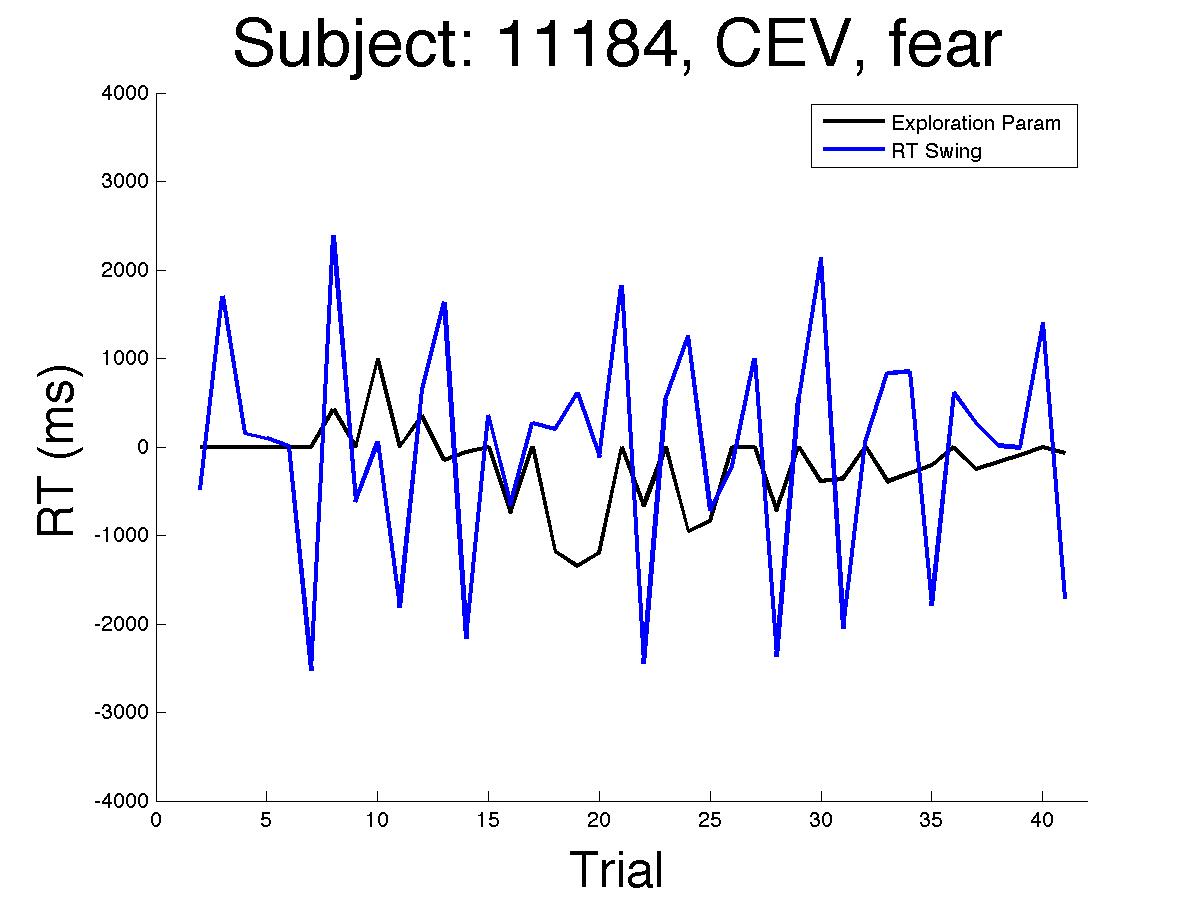 Subject: 11184, CEV, fear
Exploration Param
RT Swing
4000
3000
2000
1000
0
-1000
-2000
-3000
-4000
RT (ms)
0 5 10 15 20 25 30 35 40
Trial